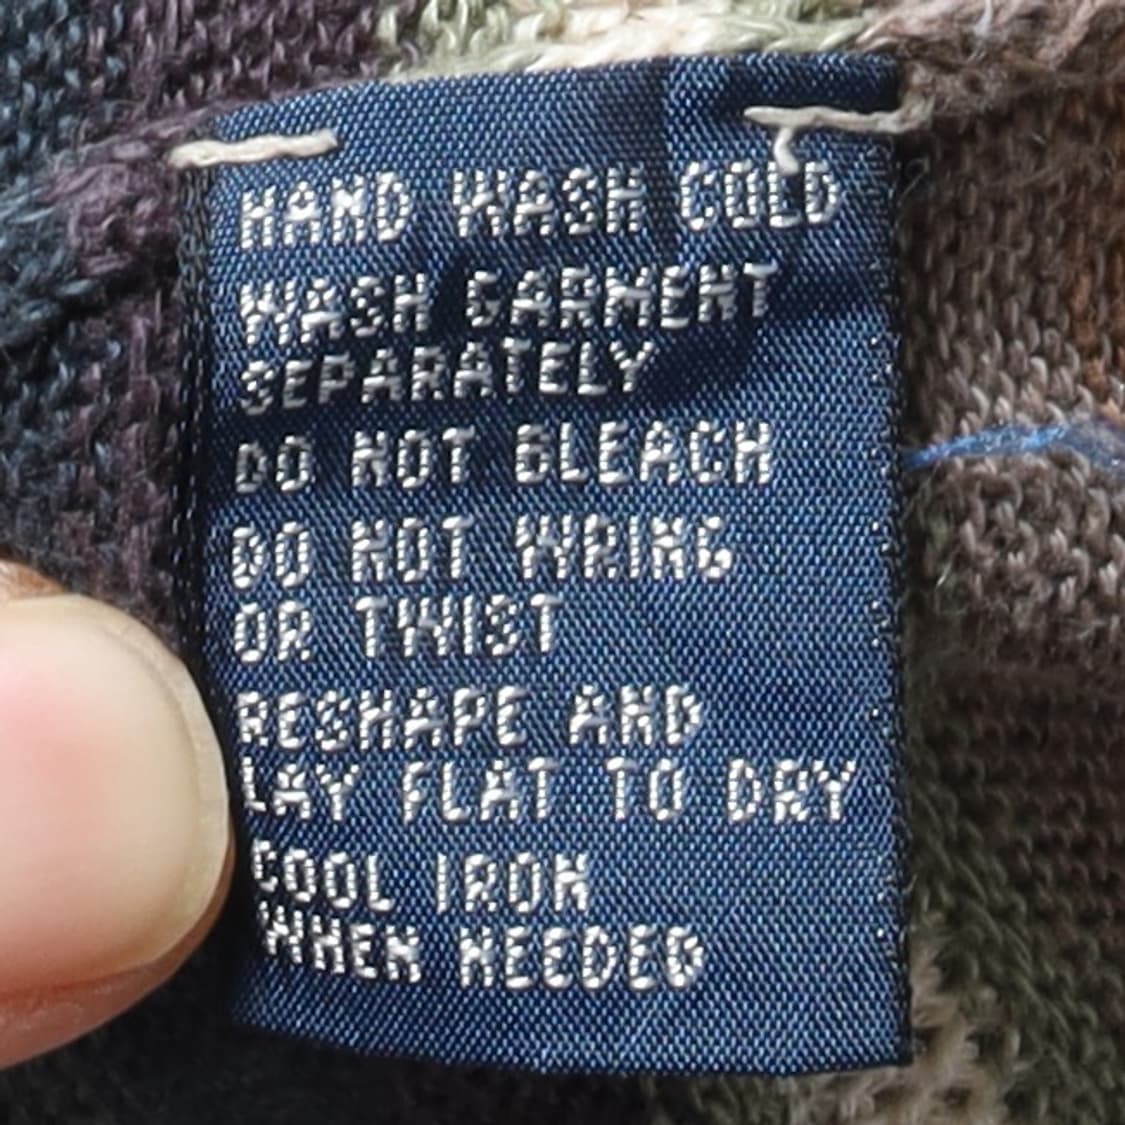 HAND WASH COLD
WASH GARMENT
SEPARATELY
DO NOT BLEACH
DO NOT WRING
OR TWIST
RESHAPE AND
LAY FLAT TO DRY
COOL IRON
WHEN NEEDED